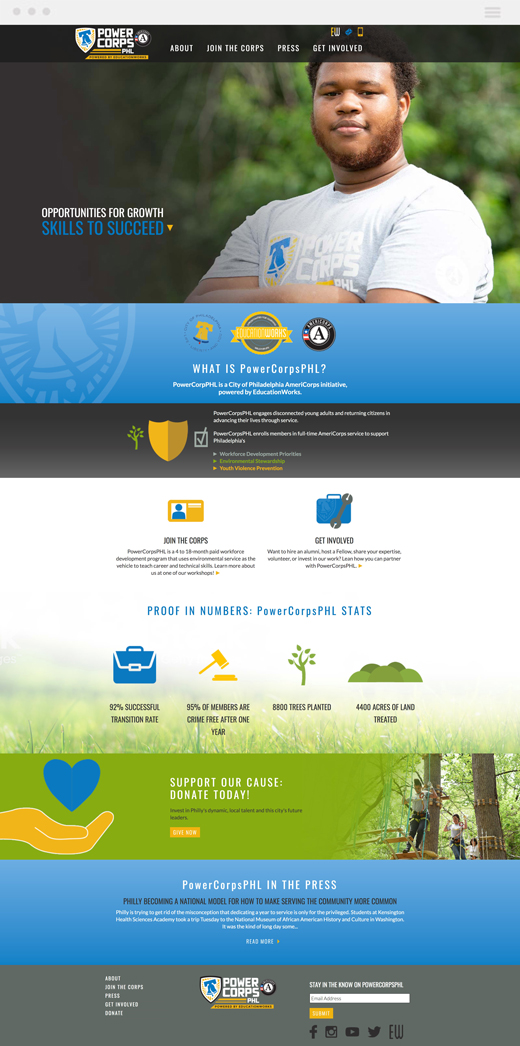 POWER
CORPS
PHL
POWERED BY EDUCATIONWORKS
EW
ABOUT JOIN THE CORPS PRESS GET INVOLVED
OPPORTUNITIES FOR GROWTH
SKILLS TO SUCCEED
POWER
CORPS
PHL
EDUCATIONWORKS
AMERICORPS
A
WHAT IS PowerCorpsPHL?
PowerCorpPHL is a City of Philadelphia AmeriCorps initiative,
powered by EducationWorks.
PowerCorpsPHL engages disconnected young adults and returning citizens in
advancing their lives through service.
PowerCorpsPHL enrolls members in full-time AmeriCorps service to support
Philadelphia's
Workforce Development Priorities
Environmental Stewardship
Youth Violence Prevention
JOIN THE CORPS
PowerCorpsPHL is a 4 to 18-month paid workforce
development program that uses environmental service as the
vehicle to teach career and technical skills. Learn more about
us at one of our workshops!
GET INVOLVED
Want to hire an alumni, host a Fellow, share your expertise,
volunteer, or invest in our work? Lean how you can partner
with PowerCorpsPHL.
PROOF IN NUMBERS: PowerCorpsPHL STATS
92% SUCCESSFUL
TRANSITION RATE
95% OF MEMBERS ARE
CRIME FREE AFTER ONE
YEAR
8800 TREES PLANTED
4400 ACRES OF LAND
TREATED
SUPPORT OUR CAUSE:
DONATE TODAY!
Invest in Philly's dynamic, local talent and this city's future
leaders.
GIVE NOW
PowerCorpsPHL IN THE PRESS
PHILLY BECOMING A NATIONAL MODEL FOR HOW TO MAKE SERVING THE COMMUNITY MORE COMMON
Philly is trying to get rid of the misconception that dedicating a year to service is only for the privileged. Students at Kensington
Health Sciences Academy took a trip Tuesday to the National Museum of African American History and Culture in Washington.
It was the kind of long day some...
READ MORE
ABOUT
JOIN THE CORPS
PRESS
GET INVOLVED
DONATE
POWER
CORPS
PHL
POWERED BY EDUCATIONWORKS
STAY IN THE KNOW ON POWERCORPSPHL
Email Address
SUBMIT
EW